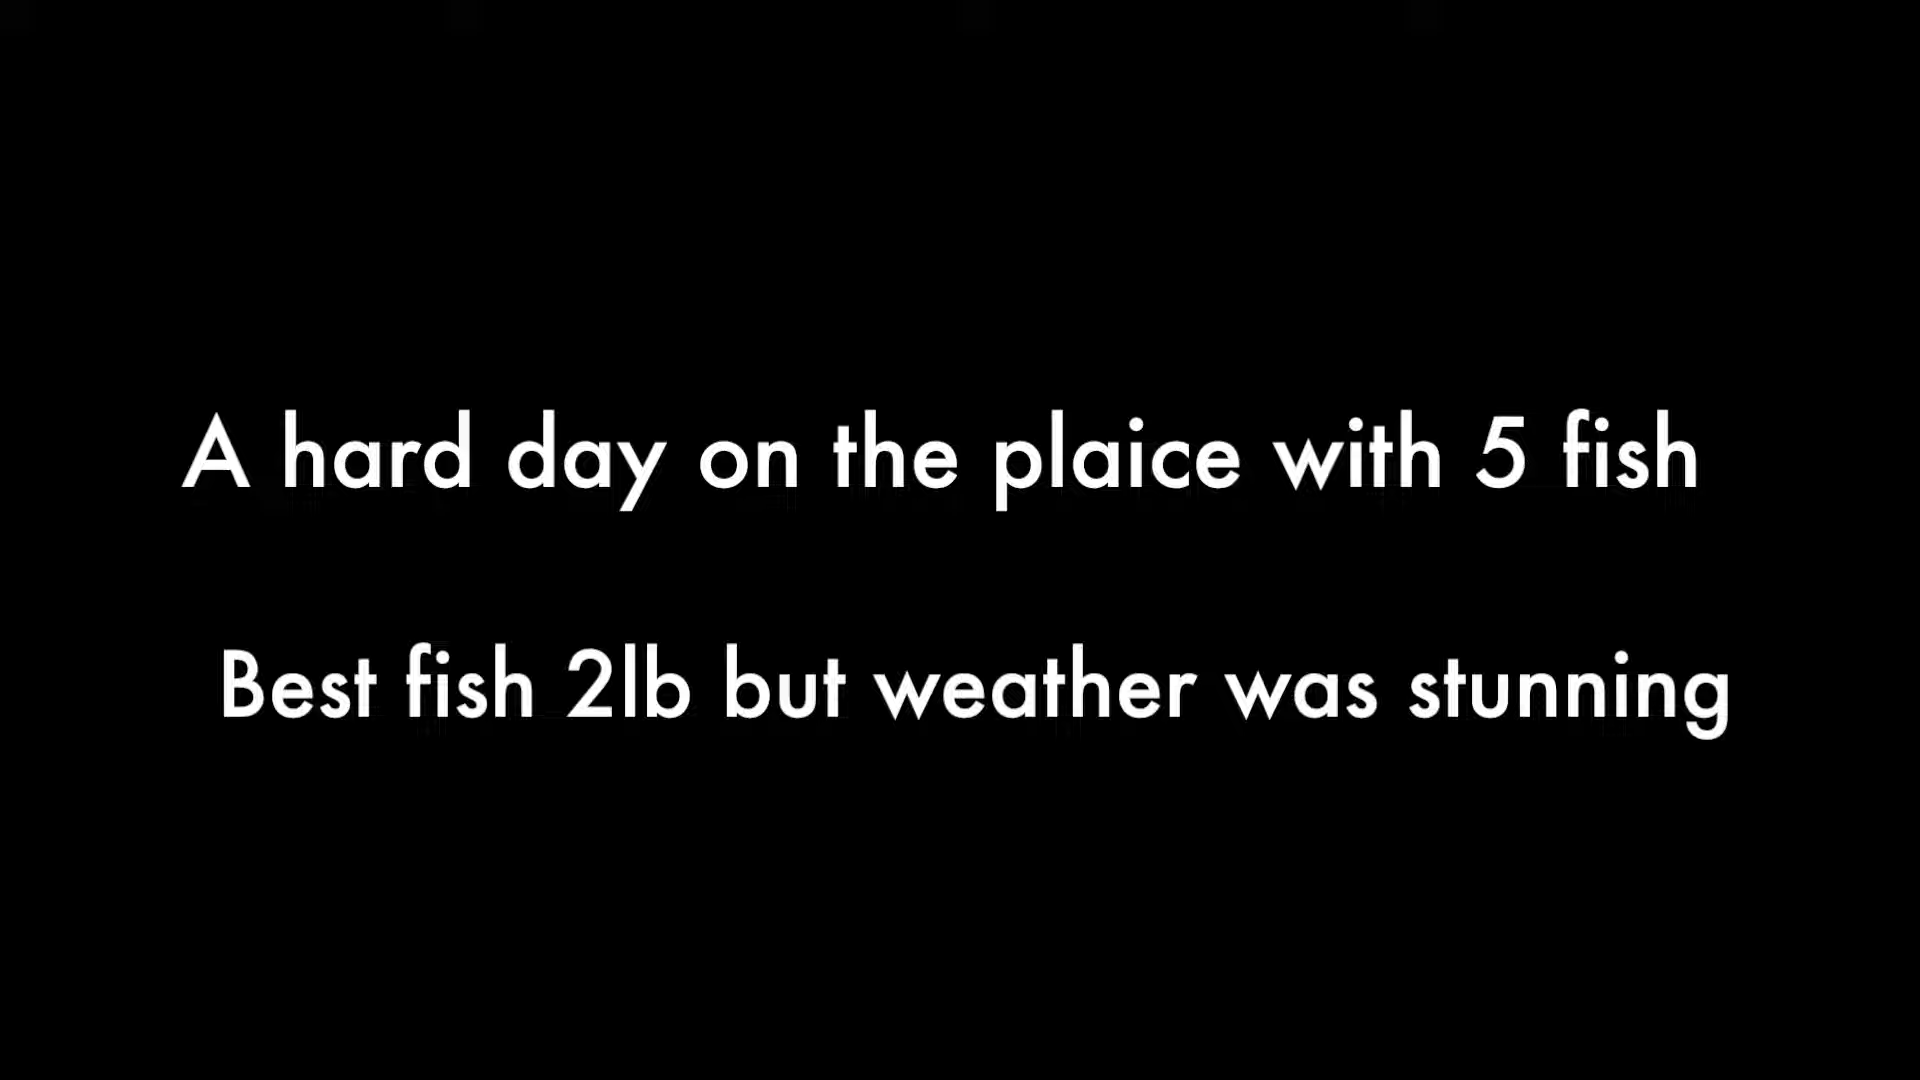 A hard day on the plaice with 5 fish
Best fish 2lb but weather was stunning